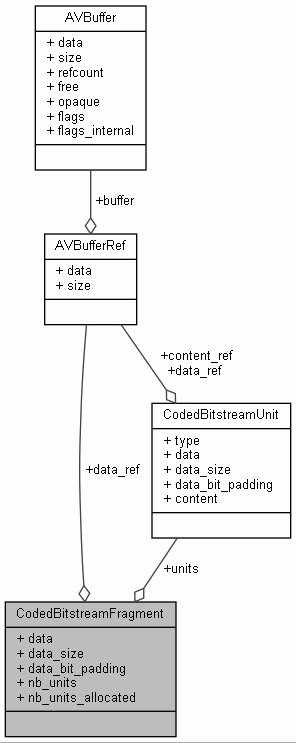 AVBuffer
+ data
+ size
+ refcount
+ free
+ opaque
+ flags
+ flags_internal
+buffer
AVBufferRef
+ data
+ size
+content_ref
+data_ref
CodedBitstreamUnit
+ type
+ data
+ data_size
+ data_bit_padding
+ content
+data_ref
+units
CodedBitstreamFragment
+ data
+ data_size
+ data_bit_padding
+ nb_units
+ nb_units_allocated